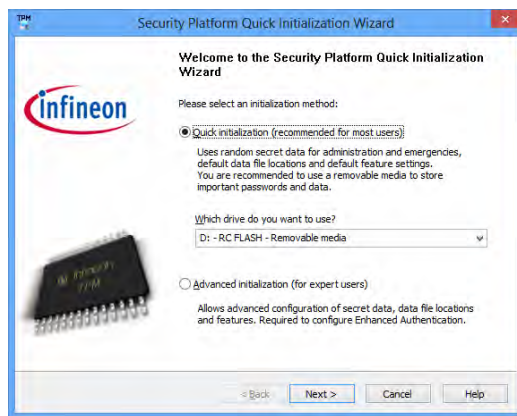 TPM
Security Platform Quick Initialization Wizard
Welcome to the Security Platform Quick Initialization
Wizard
infineon
Please select an initialization method:
Quick initialization (recommended for most users)
Uses random secret data for administration and emergencies,
default data file locations and default feature settings.
You are recommended to use a removable media to store
important passwords and data.
Which drive do you want to use?
D: - RC FLASH - Removable media
Infineon
TPM
Advanced initialization (for expert users)
Allows advanced configuration of secret data, data file locations
and features. Required to configure Enhanced Authentication.
< Back
Next >
Cancel
Help